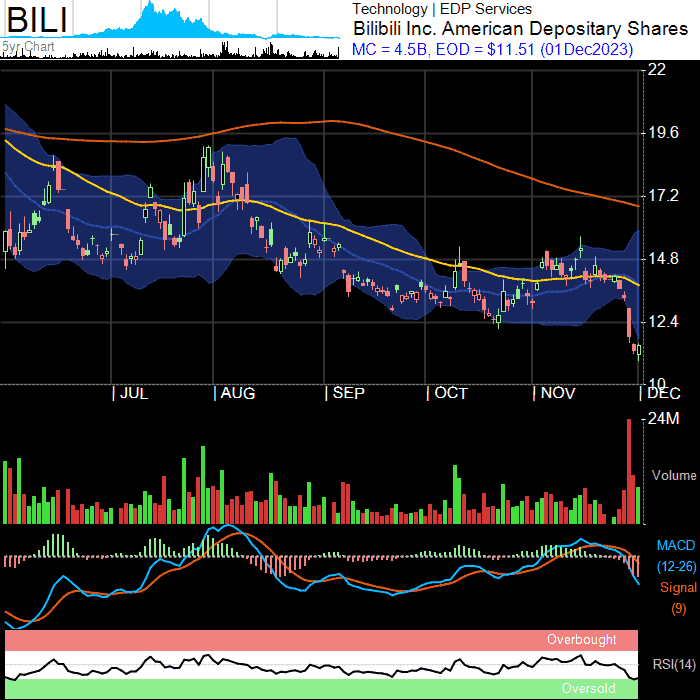 BILI
5yr Chart
Technology | EDP Services
Bilibili Inc. American Depositary Shares
MC = 4.5B, EOD = $11.51 (01Dec2023)
22
19.6
17.2
14.8
12.4
10
JUL
AUG
SEP
OCT
NOV
DEC
24M
Volume
MACD
(12-26)
Signal
(9)
Overbought
RSI(14)
Oversold